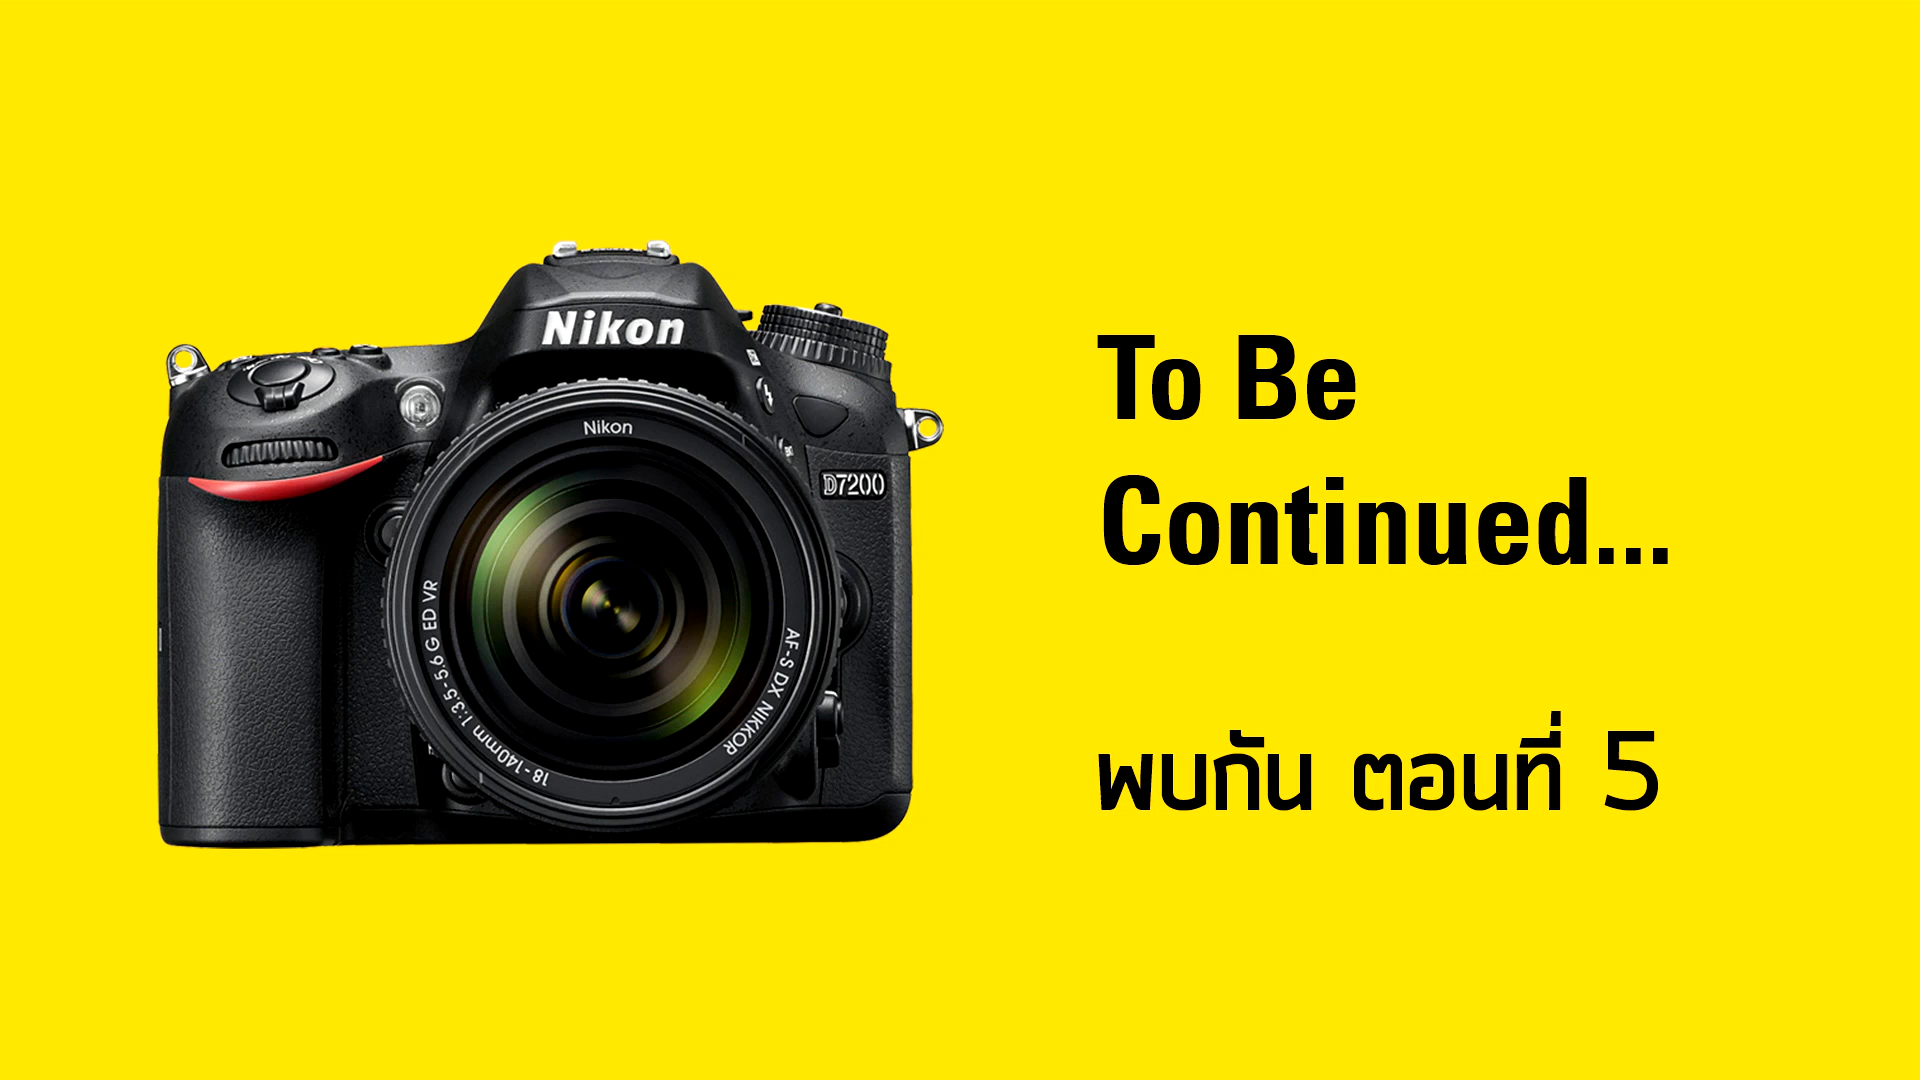 Nikon
Nikon
D7200
18-140mm 1:3.5-5.6 G ED VR
AF-S DX NIKKOR
To Be
Continued...
พบกัน ตอนที่ 5